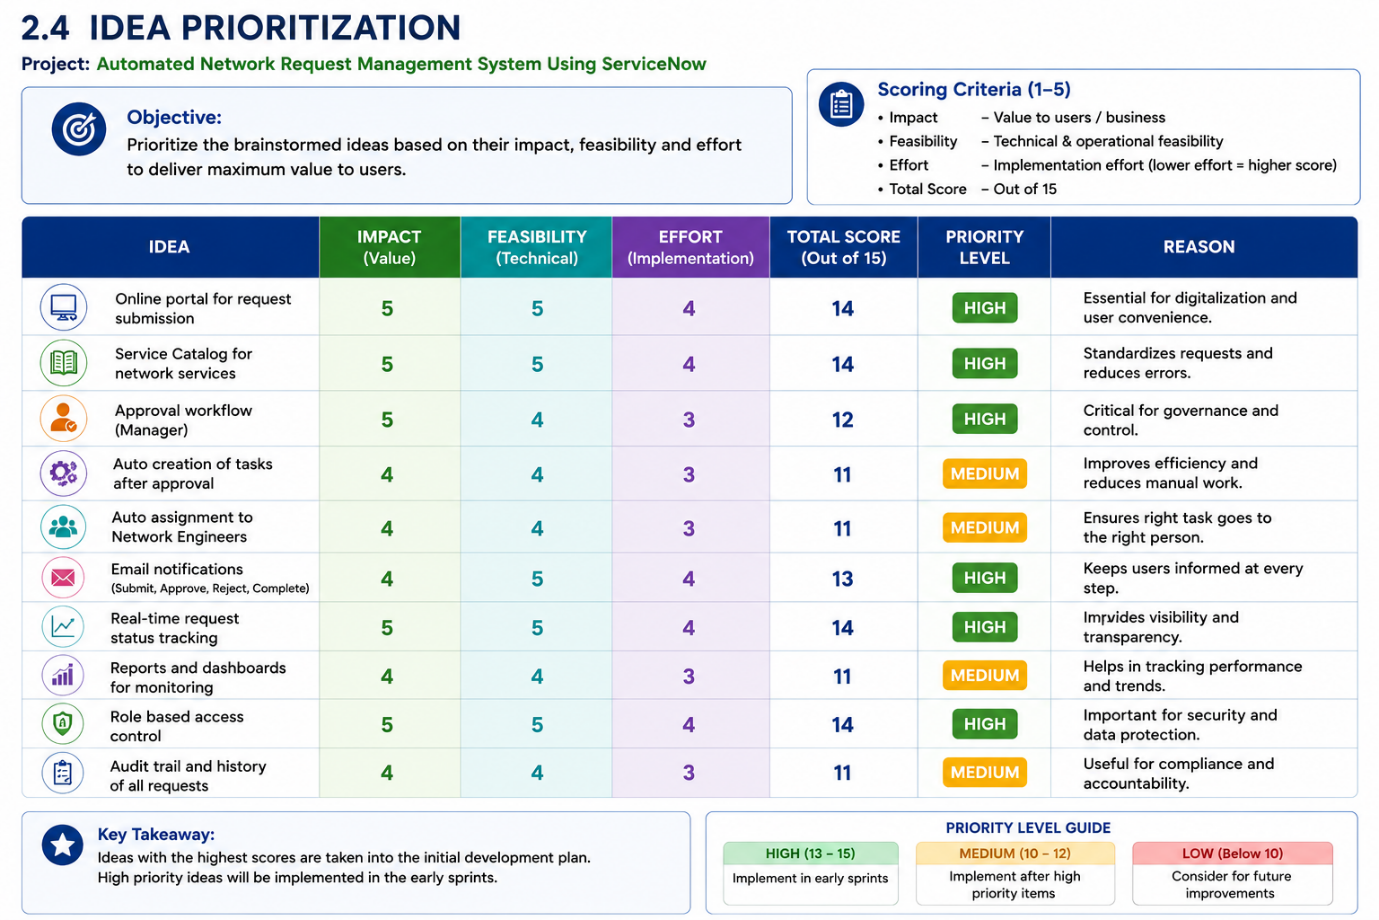 2.4 IDEA PRIORITIZATION
Project: Automated Network Request Management System Using ServiceNow
Objective:
Prioritize the brainstormed ideas based on their impact, feasibility and effort
to deliver maximum value to users.
Scoring Criteria (1–5)
• Impact – Value to users / business
• Feasibility – Technical & operational feasibility
• Effort – Implementation effort (lower effort = higher score)
• Total Score – Out of 15
IDEA
IMPACT
(Value)
FEASIBILITY
(Technical)
EFFORT
(Implementation)
TOTAL SCORE
(Out of 15)
PRIORITY
LEVEL
REASON
Online portal for request
submission
5
5
4
14
HIGH
Essential for digitalization and
user convenience.
Service Catalog for
network services
5
5
4
14
HIGH
Standardizes requests and
reduces errors.
Approval workflow
(Manager)
5
4
3
12
HIGH
Critical for governance and
control.
Auto creation of tasks
after approval
4
4
3
11
MEDIUM
Improves efficiency and
reduces manual work.
Auto assignment to
Network Engineers
4
4
3
11
MEDIUM
Ensures right task goes to
the right person.
Email notifications
(Submit, Approve, Reject, Complete)
4
5
4
13
HIGH
Keeps users informed at every
step.
Real-time request
status tracking
5
5
4
14
HIGH
visibility and
transparency.
Reports and dashboards
for monitoring
4
4
3
11
MEDIUM
Helps in tracking performance
and trends.
Role based access
control
5
5
4
14
HIGH
Important for security and
data protection.
Audit trail and history
of all requests
4
4
3
11
MEDIUM
Useful for compliance and
accountability.
Key Takeaway:
Ideas with the highest scores are taken into the initial development plan.
High priority ideas will be implemented in the early sprints.
PRIORITY LEVEL GUIDE
HIGH (13 – 15)
Implement in early sprints
MEDIUM (10 – 12)
Implement after high
priority items
LOW (Below 10)
Consider for future
improvements